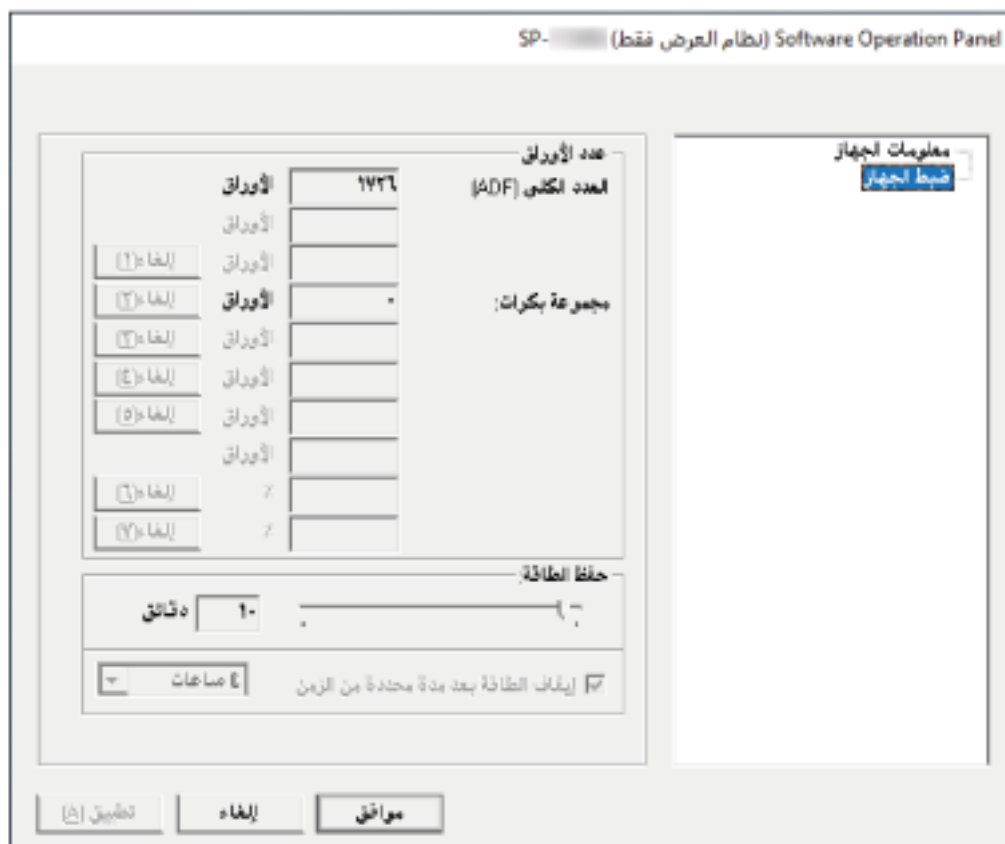 Software Operation Panel (نظام العرض فقط) SP-
معلومات الجهاز
ضبط الجهاز
عدد الأوراق
العدد الكلي (ADF) ١٧٢٦ الأوراق
الأوراق
الأوراق إلغاء(١)
مجموعة بكرات: ٠ الأوراق إلغاء(٢)
الأوراق إلغاء(٣)
الأوراق إلغاء(٤)
الأوراق إلغاء(٥)
الأوراق
٪ إلغاء(٦)
٪ إلغاء(٧)
حفظ الطاقة:
١٠ دقائق
إيقاف الطاقة بعد مدة محددة من الزمن ٤ ساعات
موافق إلغاء تطبيق (A)